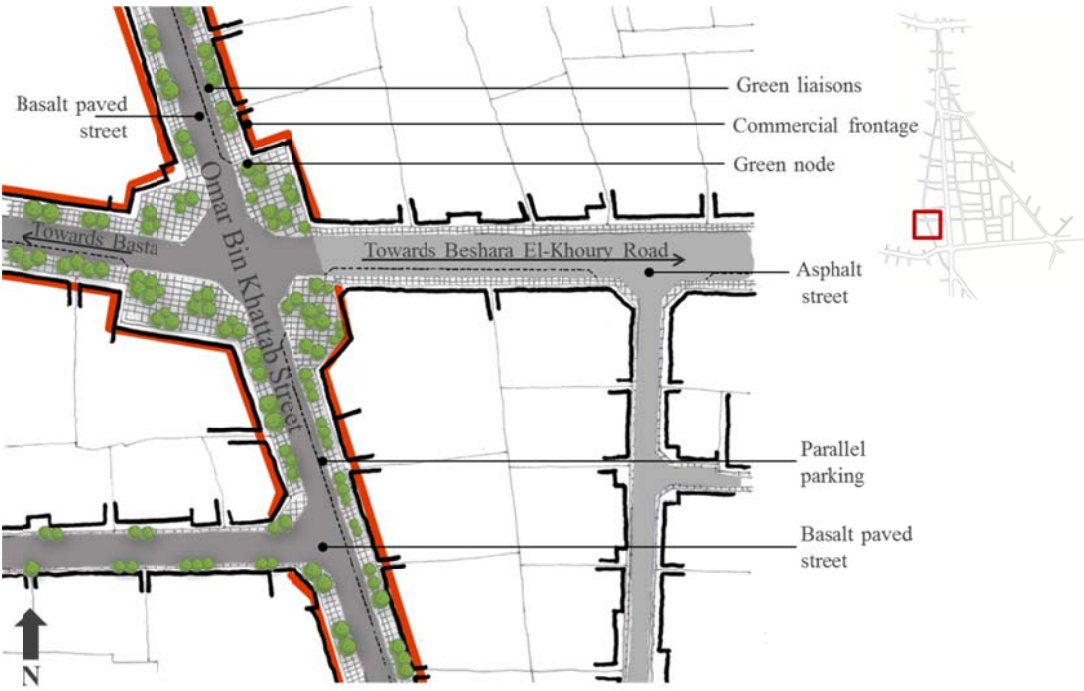 Green liaisons
Basalt paved
street
Commercial frontage
Green node
Omar Bin Khattab Street
Towards Basta
Towards Beshara El-Khoury Road
Asphalt
street
Parallel
parking
Basalt paved
street
N